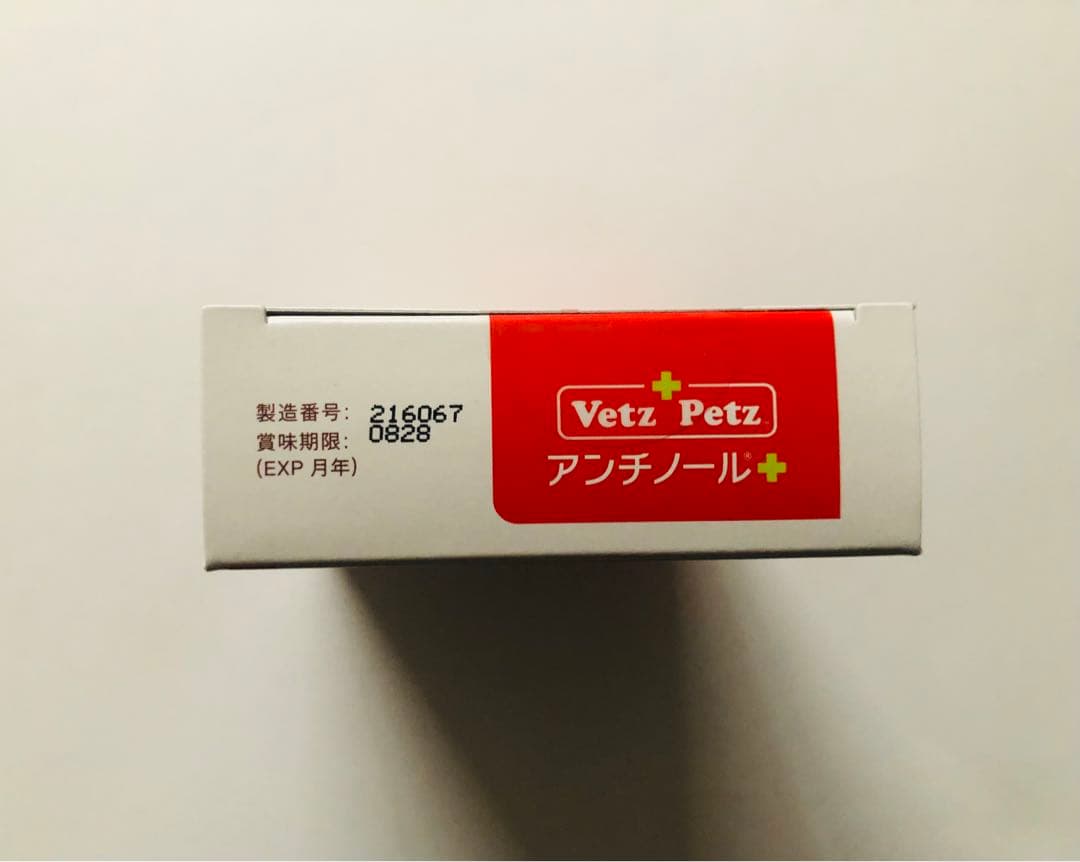 製造番号: 216067
賞味期限: 0828
(EXP 月年)
Vetz Petz
アンチノール®